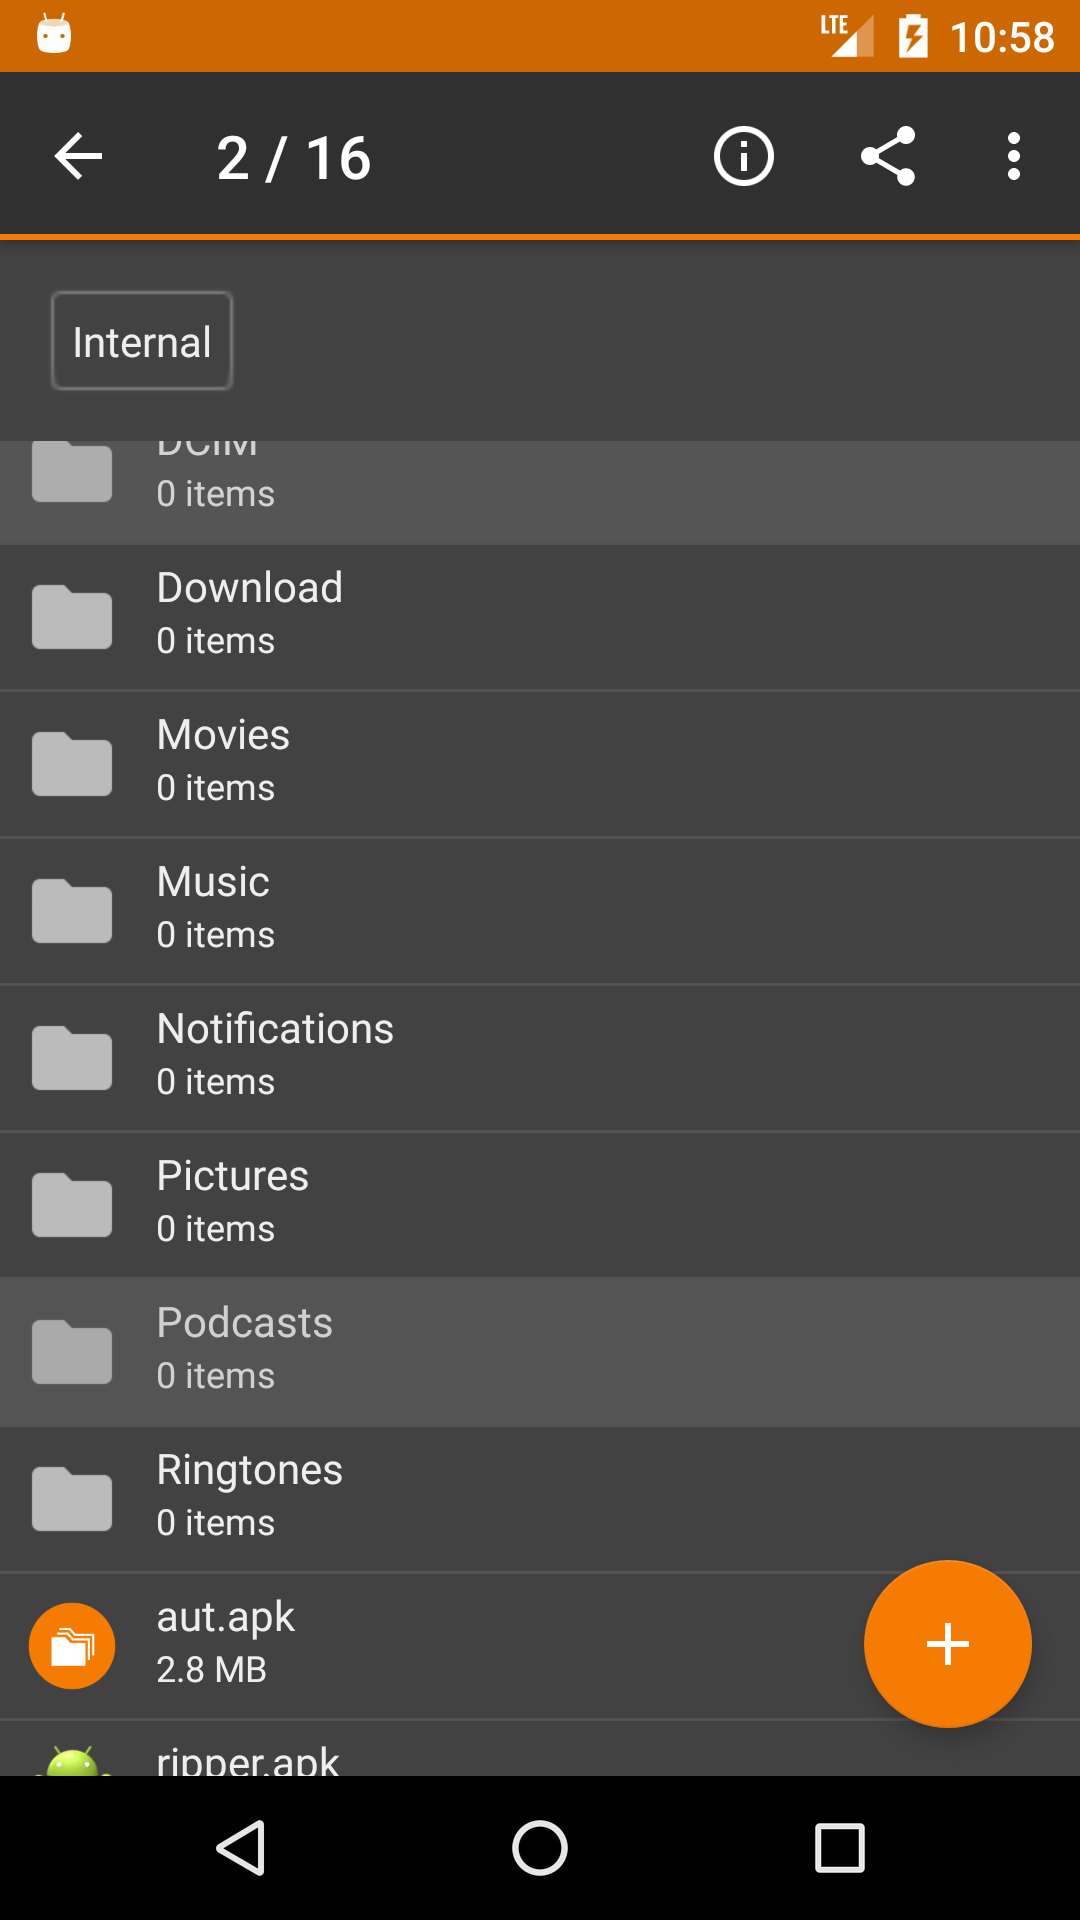 LTE 10:58
2 / 16
Internal
DCIM
0 items
Download
0 items
Movies
0 items
Music
0 items
Notifications
0 items
Pictures
0 items
Podcasts
0 items
Ringtones
0 items
aut.apk
2.8 MB
ripper.apk